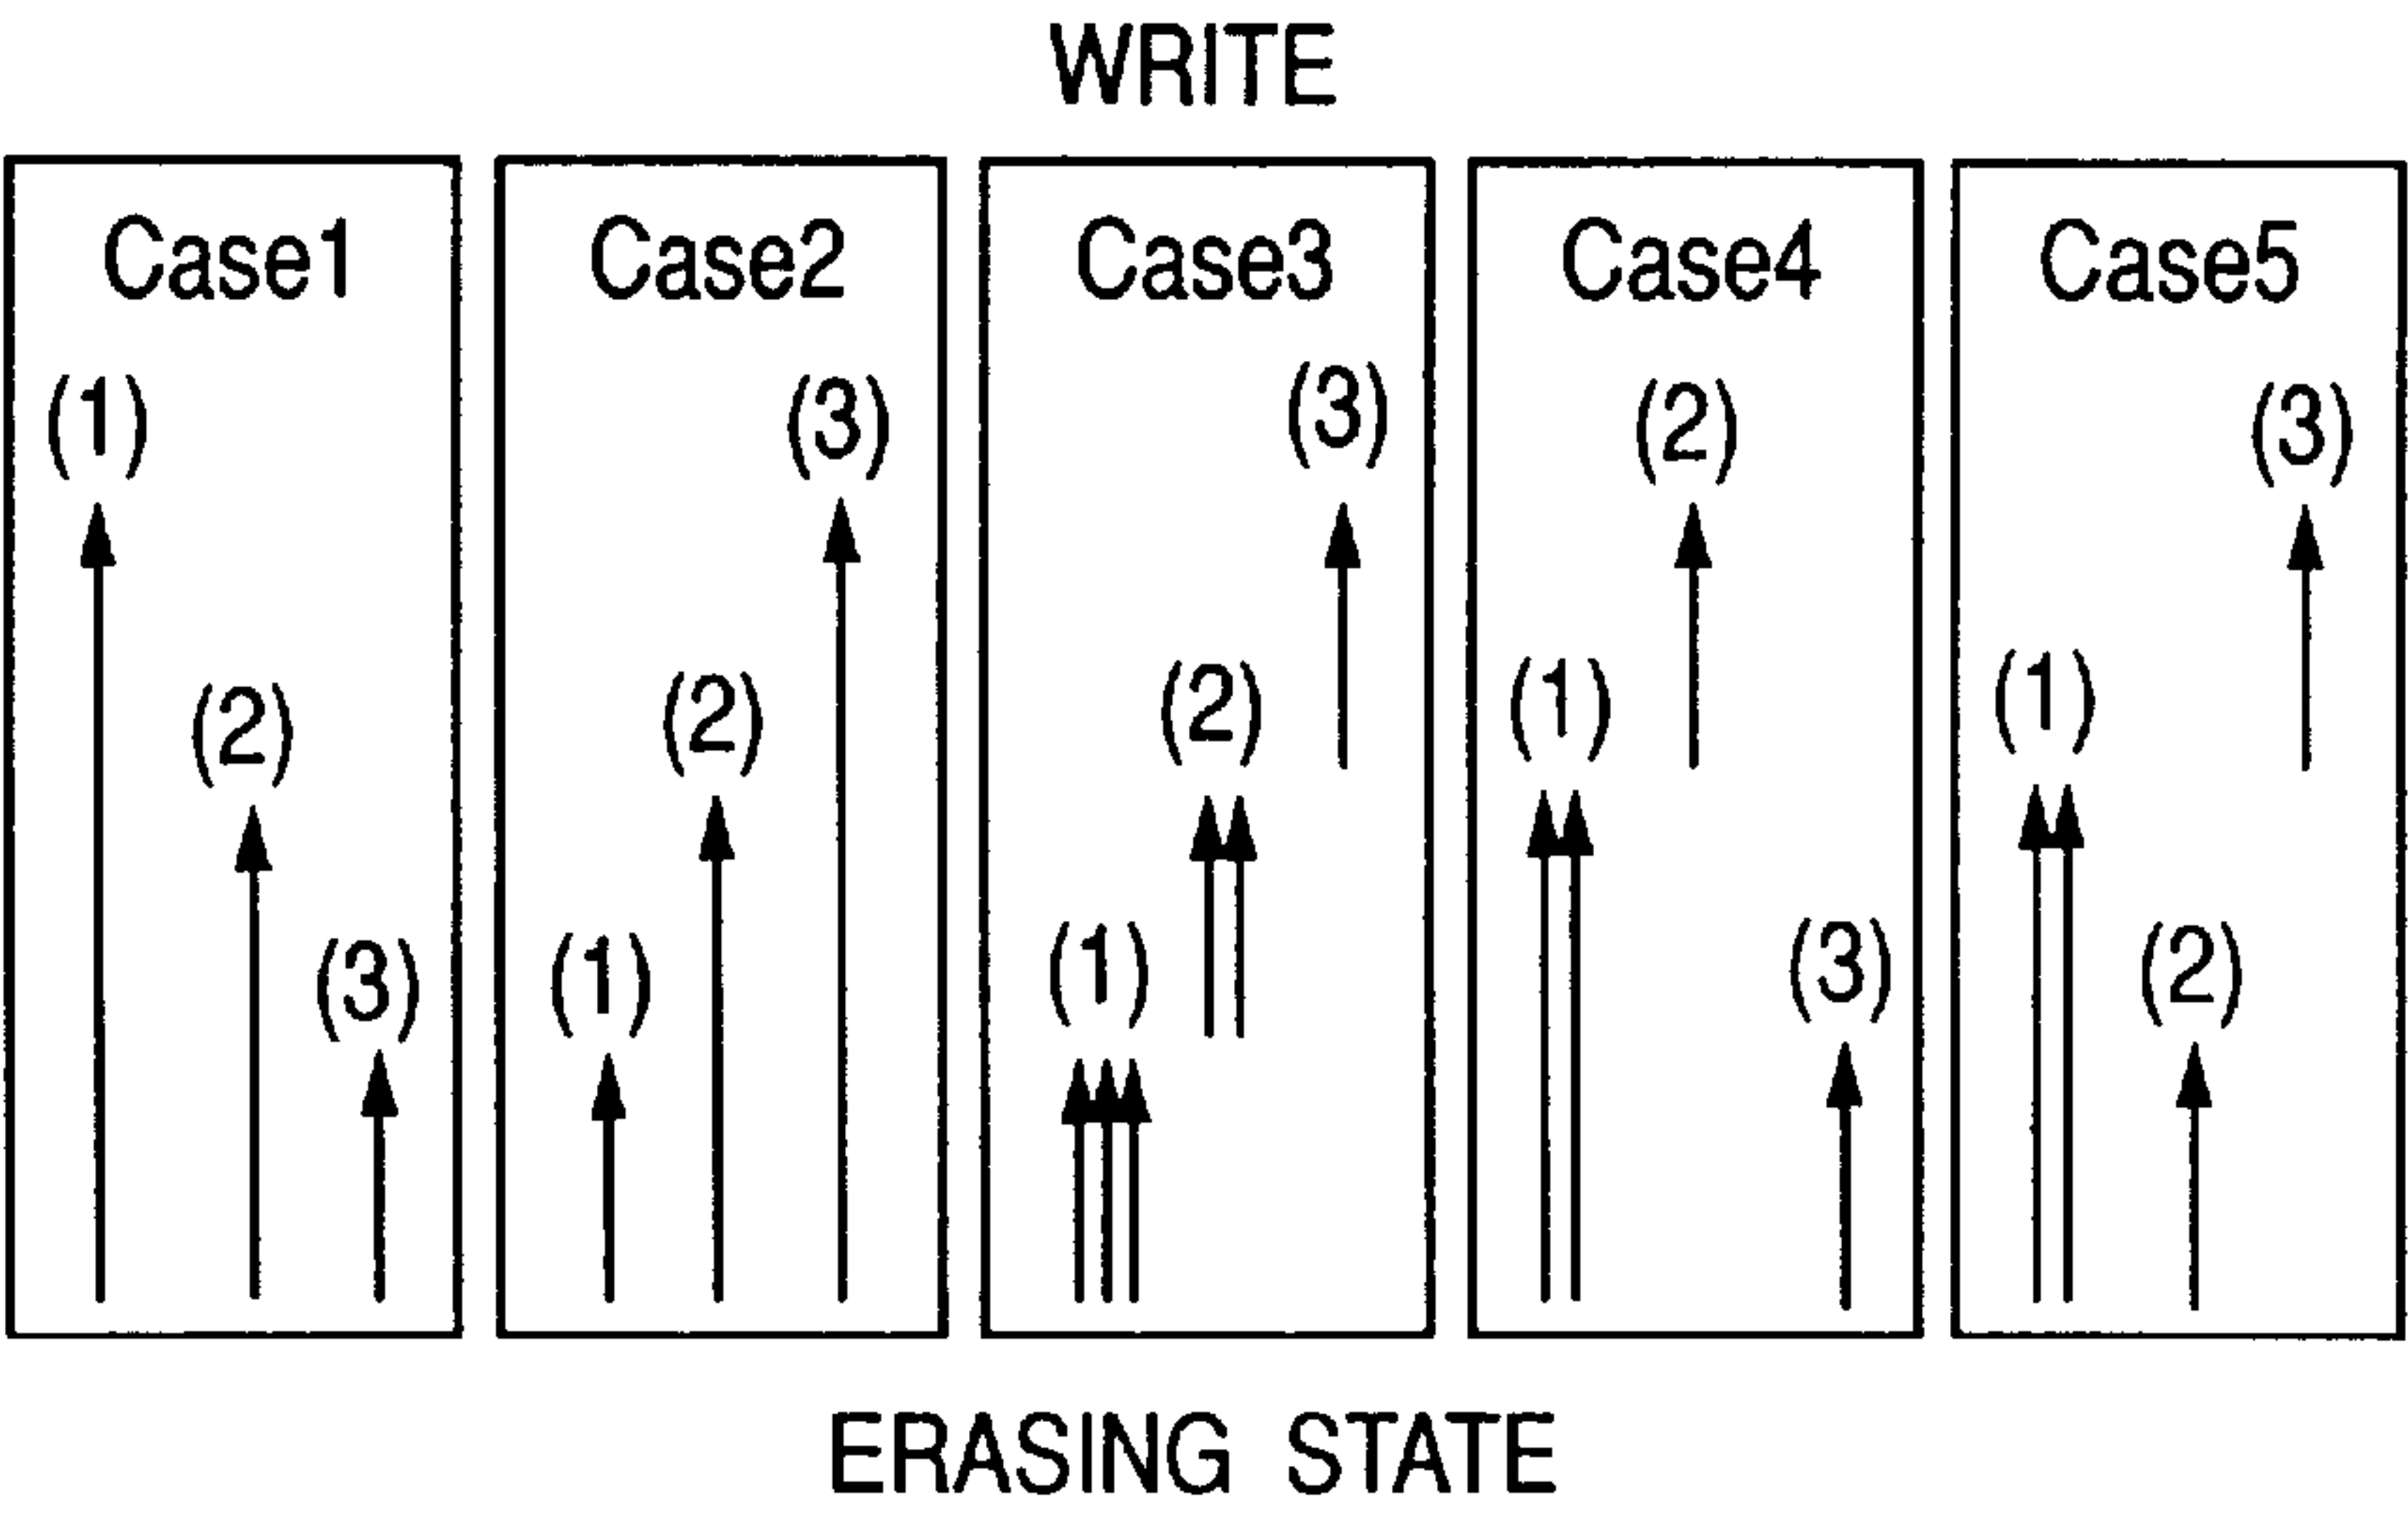 WRITE
Case1
(1)
(2)
(3)
Case2
(3)
(2)
(1)
Case3
(3)
(2)
(1)
Case4
(2)
(1)
(3)
Case5
(3)
(1)
(2)
ERASING STATE